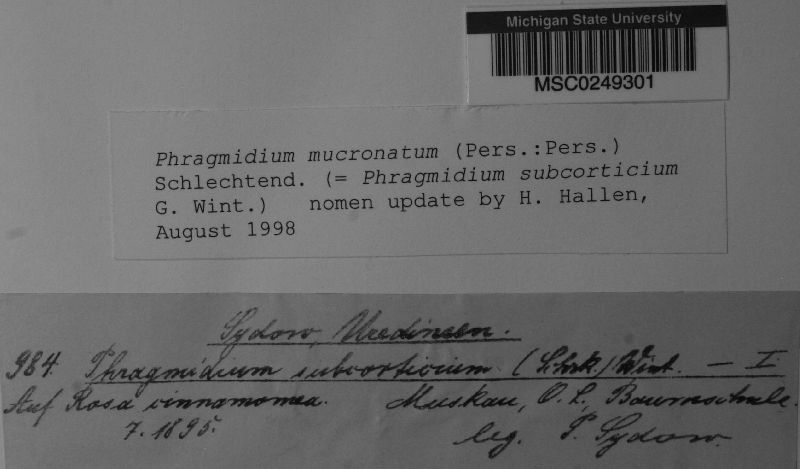 Michigan State University
MSC0249301
Phragmidium mucronatum (Pers.:Pers.)
Schlechtend. (= Phragmidium subcorticium
G. Wint.) nomen update by H. Hallen,
August 1998
Sydow, Uredineen.
984. Phragmidium subcorticium (Schrk.) Wint. — I.
Auf Rosa cinnamomea. Muskau, O. L., Baumschule.
7.1895. leg. P. Sydow.